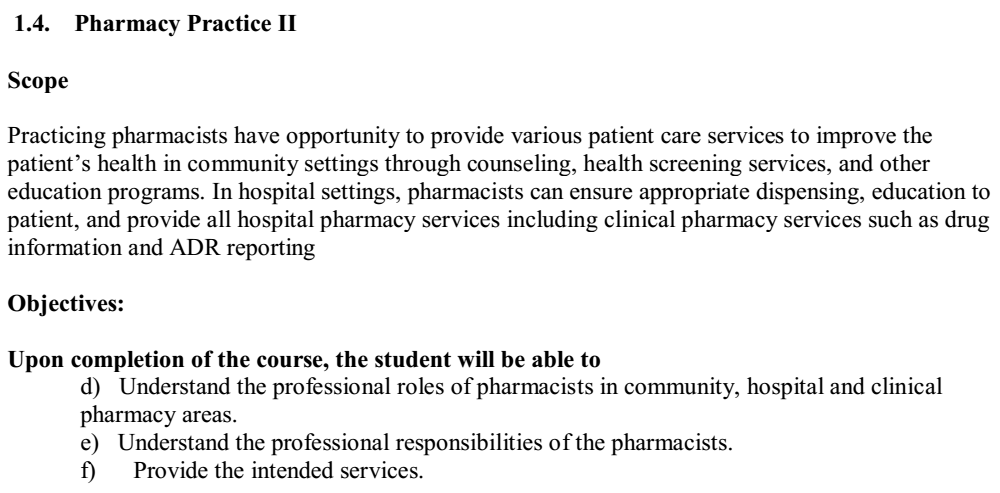 1.4. Pharmacy Practice II
Scope
Practicing pharmacists have opportunity to provide various patient care services to improve the
patient's health in community settings through counseling, health screening services, and other
education programs. In hospital settings, pharmacists can ensure appropriate dispensing, education to
patient, and provide all hospital pharmacy services including clinical pharmacy services such as drug
information and ADR reporting
Objectives:
Upon completion of the course, the student will be able to
d) Understand the professional roles of pharmacists in community, hospital and clinical
pharmacy areas.
e) Understand the professional responsibilities of the pharmacists.
f) Provide the intended services.